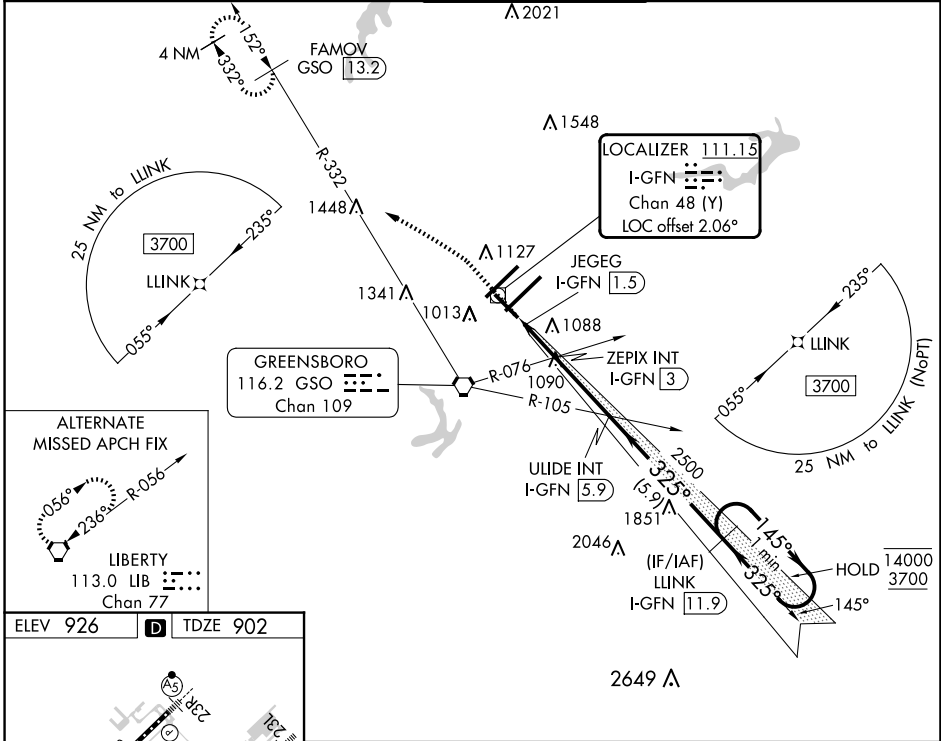 2021
4 NM
152°
332°
FAMOV
GSO 13.2
1548
LOCALIZER 111.15
I-GFN
Chan 48 (Y)
LOC offset 2.06°
R-332
25 NM to LLINK
3700
235°
LLINK
055°
1448
1127
JEGEG
I-GFN 1.5
1341
1013
1088
235°
LLINK
3700
055°
25 NM to LLINK (NoPT)
GREENSBORO
116.2 GSO
Chan 109
R-076
1090
ZEPIX INT
I-GFN 3
R-105
ULIDE INT
I-GFN 5.9
2500
325°
(5.9)
1851
2046
ALTERNATE
MISSED APCH FIX
056°
236°
R-056
LIBERTY
113.0 LIB
Chan 77
(IF/IAF)
LLINK
I-GFN 11.9
145°
1 min
325°
HOLD
14000
3700
145°
2649
ELEV 926
D
TDZE 902
A5
23R
P
23L